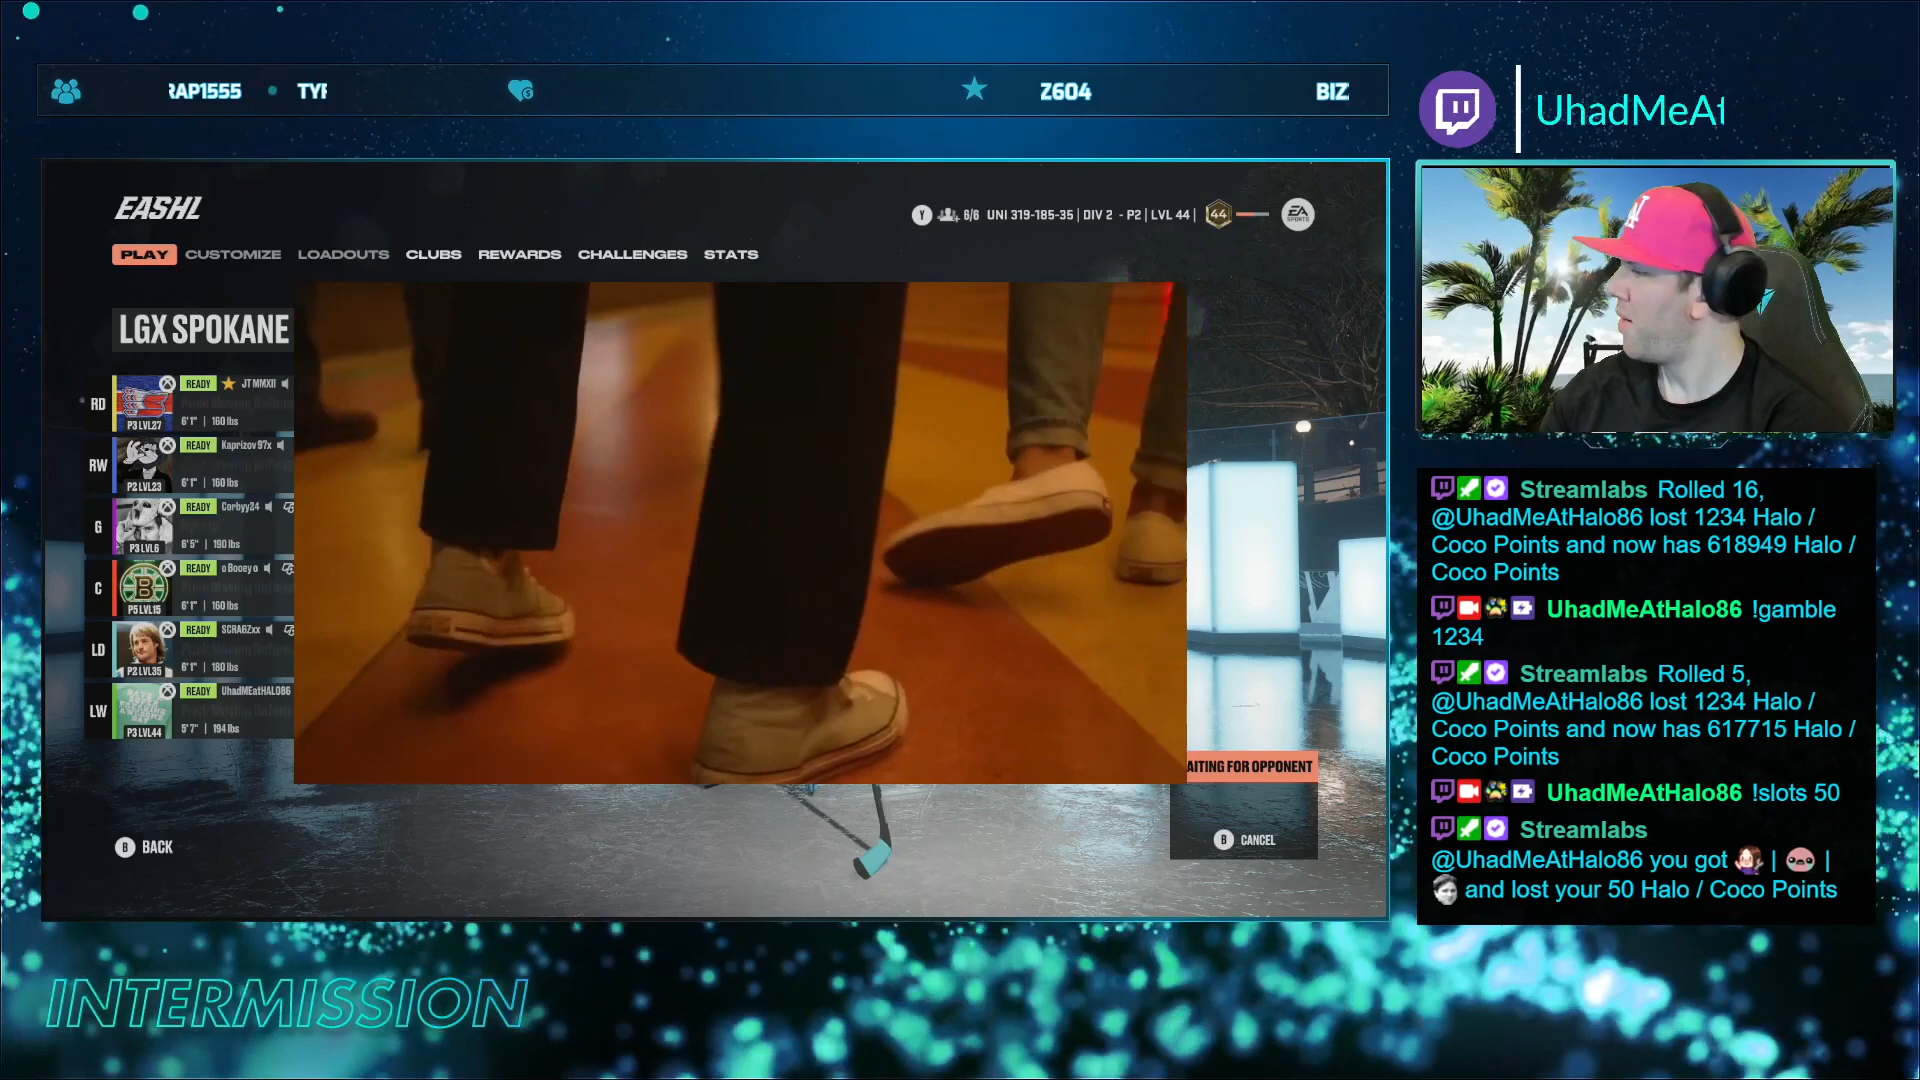 RAP1555 • TYF
Z604
BIZ
UhadMeAt
EASHL
Y 6/6 UNI 319-185-35 | DIV 2 - P2 | LVL 44 | 44
EA SPORTS
PLAY CUSTOMIZE LOADOUTS CLUBS REWARDS CHALLENGES STATS
LGX SPOKANE
RD P3 LVL27 READY JTMMXII
6'1" | 160 lbs
RW P2 LVL23 READY Kaprizov97x
6'1" | 160 lbs
G P3 LVL6 READY Corbyy24
6'5" | 190 lbs
C P5 LVL15 READY o Booey o
6'1" | 160 lbs
LD P2 LVL35 READY SCRAGZxx
6'1" | 180 lbs
LW P3 LVL44 READY UhadMEatHALO86
5'7" | 194 lbs
AITING FOR OPPONENT
B CANCEL
B BACK
Streamlabs Rolled 16,
@UhadMeAtHalo86 lost 1234 Halo /
Coco Points and now has 618949 Halo /
Coco Points
UhadMeAtHalo86 !gamble
1234
Streamlabs Rolled 5,
@UhadMeAtHalo86 lost 1234 Halo /
Coco Points and now has 617715 Halo /
Coco Points
UhadMeAtHalo86 !slots 50
Streamlabs
@UhadMeAtHalo86 you got | |
and lost your 50 Halo / Coco Points
INTERMISSION